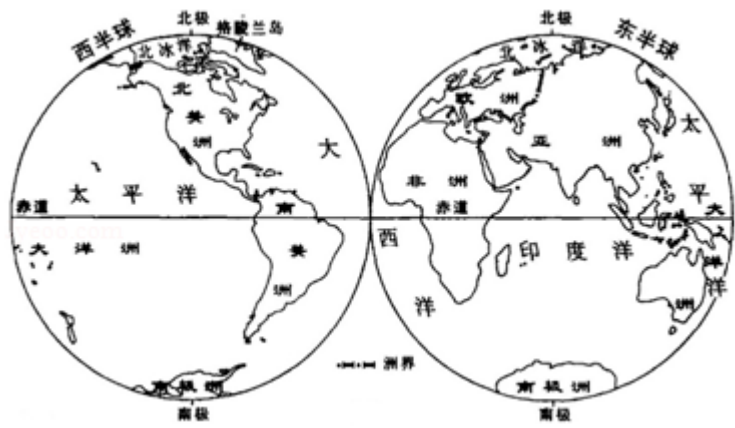 西半球
北极
格陵兰岛
北冰洋
北美洲
大
太平洋
赤道
大洋洲
南美洲
南极洲
南极
洲界
东半球
北极
北冰洋
欧洲
亚洲
太平洋
非洲
赤道
大洋洲
西洋
印度洋
南极洲
南极